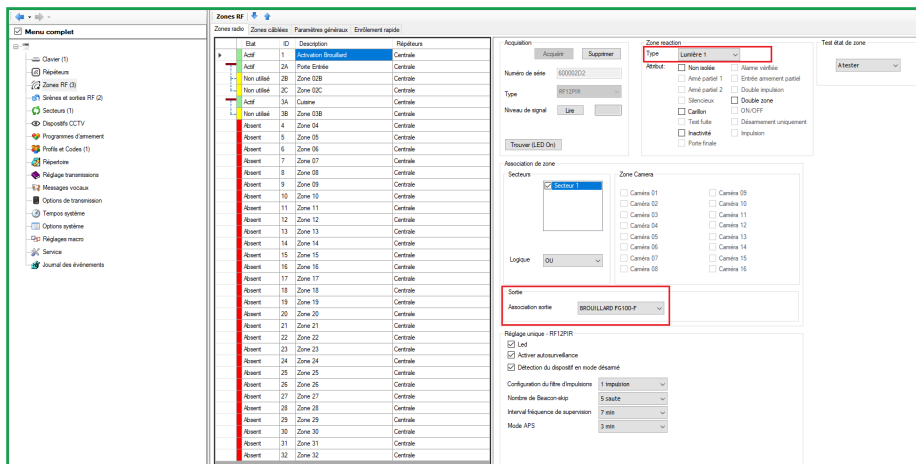 Menu complet
Clavier (1)
Répéteurs
Zones RF (3)
Sirènes et sorties RF (2)
Secteurs (1)
Dispositifs CCTV
Programmes d'armement
Profils et Codes (1)
Répertoire
Réglage transmissions
Messages vocaux
Options de transmission
Tempos système
Options système
Réglages macro
Service
Journal des événements
Zones RF
Zones radio Zones câblées Paramètres généraux Enrôlement rapide
Etat ID Description Répéteurs
Actif 1 Activation Brouillard Centrale
Actif 2A Porte Entrée Centrale
Non utilisé 2B Zone 02B Centrale
Non utilisé 2C Zone 02C Centrale
Actif 3A Cuisine Centrale
Non utilisé 3B Zone 03B Centrale
Absent 4 Zone 04 Centrale
Absent 5 Zone 05 Centrale
Absent 6 Zone 06 Centrale
Absent 7 Zone 07 Centrale
Absent 8 Zone 08 Centrale
Absent 9 Zone 09 Centrale
Absent 10 Zone 10 Centrale
Absent 11 Zone 11 Centrale
Absent 12 Zone 12 Centrale
Absent 13 Zone 13 Centrale
Absent 14 Zone 14 Centrale
Absent 15 Zone 15 Centrale
Absent 16 Zone 16 Centrale
Absent 17 Zone 17 Centrale
Absent 18 Zone 18 Centrale
Absent 19 Zone 19 Centrale
Absent 20 Zone 20 Centrale
Absent 21 Zone 21 Centrale
Absent 22 Zone 22 Centrale
Absent 23 Zone 23 Centrale
Absent 24 Zone 24 Centrale
Absent 25 Zone 25 Centrale
Absent 26 Zone 26 Centrale
Absent 27 Zone 27 Centrale
Absent 28 Zone 28 Centrale
Absent 29 Zone 29 Centrale
Absent 30 Zone 30 Centrale
Absent 31 Zone 31 Centrale
Absent 32 Zone 32 Centrale
Acquisition
Acquérir Supprimer
Numéro de série 600002D2
Type RF12PIR
Niveau de signal Lire
Trouver (LED On)
Zone reaction
Type Lumière 1
Attribut: Non isolée Alarme vérifiée
Armé partiel 1 Entrée armement partiel
Armé partiel 2 Double impulsion
Silencieux Double zone
Carillon ON/OFF
Test fuite Désarmement uniquement
Inactivité Impulsion
Porte finale
Test état de zone
A tester
Association de zone
Secteurs
Secteur 1
Logique OU
Zone Camera
Caméra 01 Caméra 09
Caméra 02 Caméra 10
Caméra 03 Caméra 11
Caméra 04 Caméra 12
Caméra 05 Caméra 13
Caméra 06 Caméra 14
Caméra 07 Caméra 15
Caméra 08 Caméra 16
Sortie
Association sortie BROUILLARD FG100-F
Réglage unique - RF12PIR
Led
Activer autosurveillance
Détection du dispositif en mode désarmé
Configuration du filtre d'impulsions 1 impulsion
Nombre de Beacon-skip 5 saute
Interval fréquence de supervision 7 min
Mode APS 3 min